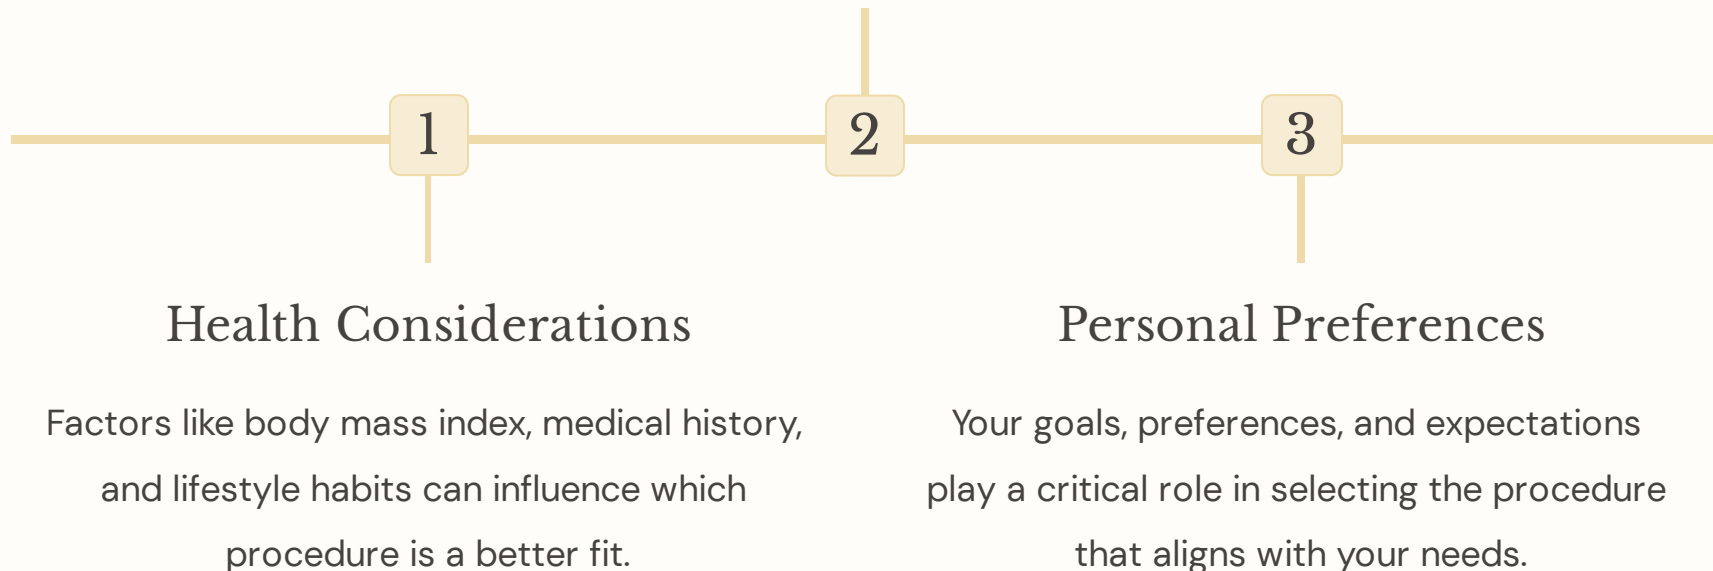 1
2
3
Health Considerations
Factors like body mass index, medical history,
and lifestyle habits can influence which
procedure is a better fit.
Personal Preferences
Your goals, preferences, and expectations
play a critical role in selecting the procedure
that aligns with your needs.